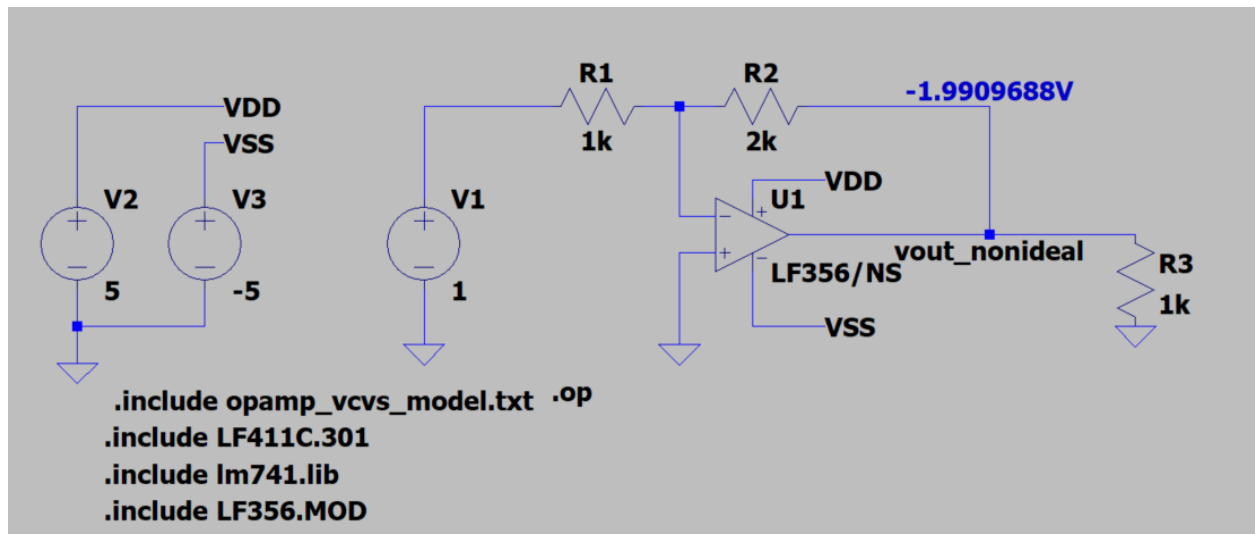 R1
R2
-1.9909688V
VDD
1k
2k
VSS
VDD
V2
V3
V1
U1
+
+
+
+
−
−
−
−
+
−
vout_nonideal
5
-5
1
LF356/NS
R3
1k
VSS
.include opamp_vcvs_model.txt
.op
.include LF411C.301
.include lm741.lib
.include LF356.MOD